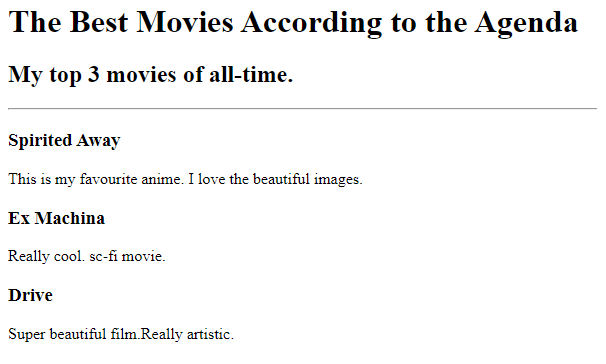 The Best Movies According to the Agenda
My top 3 movies of all-time.
Spirited Away
This is my favourite anime. I love the beautiful images.
Ex Machina
Really cool. sc-fi movie.
Drive
Super beautiful film.Really artistic.